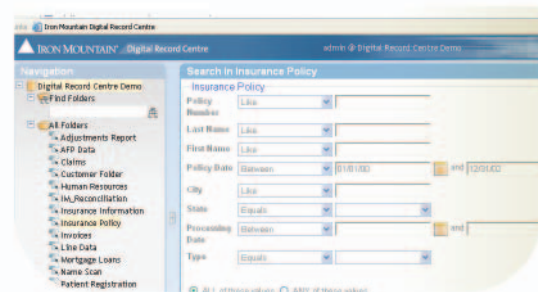 Iron Mountain Digital Record Centre
IRON MOUNTAIN® Digital Record Centre admin @ Digital Record Centre Demo
Navigation
Digital Record Centre Demo
Find Folders
All Folders
Adjustments Report
AFP Data
Claims
Customer Folder
Human Resources
IM_Reconciliation
Insurance Information
Insurance Policy
Invoices
Line Data
Mortgage Loans
Name Scan
Patient Registration
Search in Insurance Policy
Insurance Policy
Policy Number Like
Last Name Like
First Name Like
Policy Date Between 01/01/00 and 12/31/02
City Like
State Equals
Processing Date Between and
Type Equals
ALL of these values ANY of these values